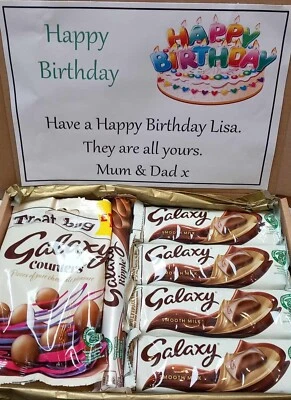 Happy
Birthday
HAPPY
BIRTHDAY
Have a Happy Birthday Lisa.
They are all yours.
Mum & Dad x
Treat bag
Galaxy
counters
Galaxy
Ripple
Galaxy
SMOOTH MILK
Galaxy
SMOOTH MILK
Galaxy
SMOOTH MILK
Galaxy
SMOOTH MILK